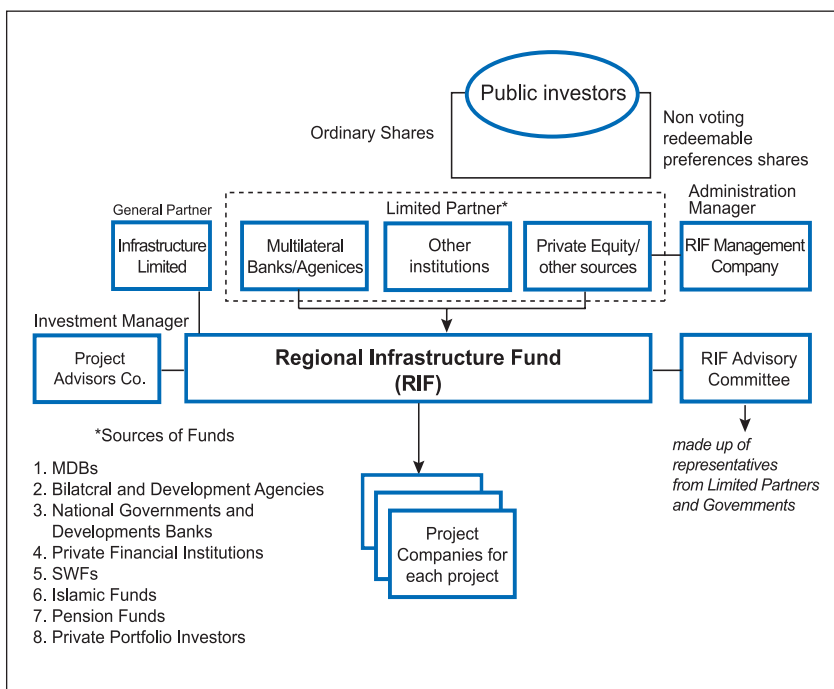 Public investors
Ordinary Shares
Non voting
redeemable
preferences shares
General Partner
Limited Partner*
Administration
Manager
Infrastructure
Limited
Multilateral
Banks/Agenices
Other
institutions
Private Equity/
other sources
RIF Management
Company
Investment Manager
Project
Advisors Co.
Regional Infrastructure Fund
(RIF)
RIF Advisory
Committee
*Sources of Funds
1. MDBs
2. Bilatcral and Development Agencies
3. National Governments and
Developments Banks
4. Private Financial Institutions
5. SWFs
6. Islamic Funds
7. Pension Funds
8. Private Portfolio Investors
Project
Companies for
each project
made up of
representatives
from Limited Partners
and Govemments